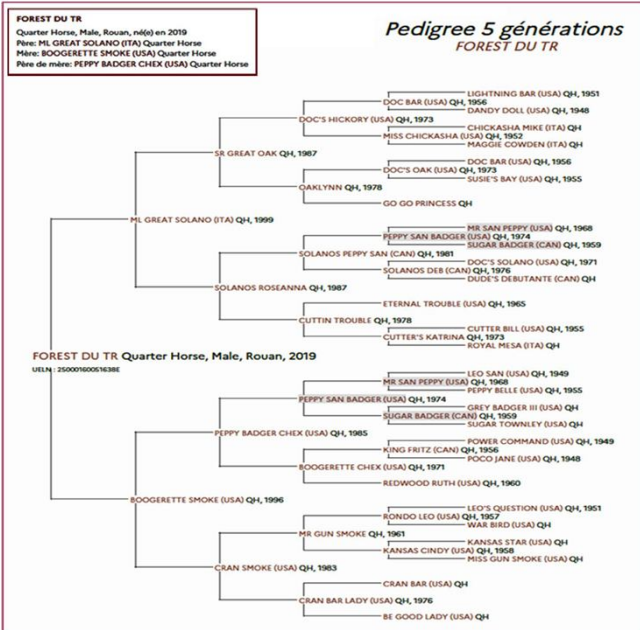 FOREST DU TR
Quarter Horse, Male, Rouan, né(e) en 2019
Père: ML GREAT SOLANO (ITA) Quarter Horse
Mère: BOOGERETTE SMOKE (USA) Quarter Horse
Père de mère: PEPPY BADGER CHEX (USA) Quarter Horse
Pedigree 5 générations
FOREST DU TR
LIGHTNING BAR (USA) QH, 1951
DOC BAR (USA) QH, 1956
DANDY DOLL (USA) QH, 1948
DOC'S HICKORY (USA) QH, 1973
CHICKASHA MIKE (ITA) QH
MISS CHICKASHA (USA) QH, 1952
MAGGIE COWDEN (ITA) QH
SR GREAT OAK QH, 1987
DOC BAR (USA) QH, 1956
DOC'S OAK (USA) QH, 1973
SUSIE'S BAY (USA) QH, 1955
OAKLYNN QH, 1978
GO GO PRINCESS QH
ML GREAT SOLANO (ITA) QH, 1999
MR SAN PEPPY (USA) QH, 1968
PEPPY SAN BADGER (USA) QH, 1974
SUGAR BADGER (CAN) QH, 1959
SOLANOS PEPPY SAN (CAN) QH, 1981
DOC'S SOLANO (USA) QH, 1971
SOLANOS DEB (CAN) QH, 1976
DUDE'S DEBUTANTE (CAN) QH
SOLANOS ROSEANNA QH, 1987
ETERNAL TROUBLE (USA) QH, 1965
CUTTIN TROUBLE QH, 1978
CUTTER BILL (USA) QH, 1955
CUTTER'S KATRINA QH, 1973
ROYAL MESA (ITA) QH
FOREST DU TR Quarter Horse, Male, Rouan, 2019
UELN : 25000160051638E
LEO SAN (USA) QH, 1949
MR SAN PEPPY (USA) QH, 1968
PEPPY BELLE (USA) QH, 1955
PEPPY SAN BADGER (USA) QH, 1974
GREY BADGER III (USA) QH
SUGAR BADGER (CAN) QH, 1959
SUGAR TOWNLEY (USA) QH
PEPPY BADGER CHEX (USA) QH, 1985
POWER COMMAND (USA) QH, 1949
KING FRITZ (CAN) QH, 1956
POCO JANE (USA) QH, 1948
BOOGERETTE CHEX (USA) QH, 1971
REDWOOD RUTH (USA) QH, 1960
BOOGERETTE SMOKE (USA) QH, 1996
LEO'S QUESTION (USA) QH, 1951
RONDO LEO (USA) QH, 1957
WAR BIRD (USA) QH
MR GUN SMOKE QH, 1961
KANSAS STAR (USA) QH
KANSAS CINDY (USA) QH, 1958
MISS GUN SMOKE (USA) QH
CRAN SMOKE (USA) QH, 1983
CRAN BAR (USA) QH
CRAN BAR LADY (USA) QH, 1976
BE GOOD LADY (USA) QH